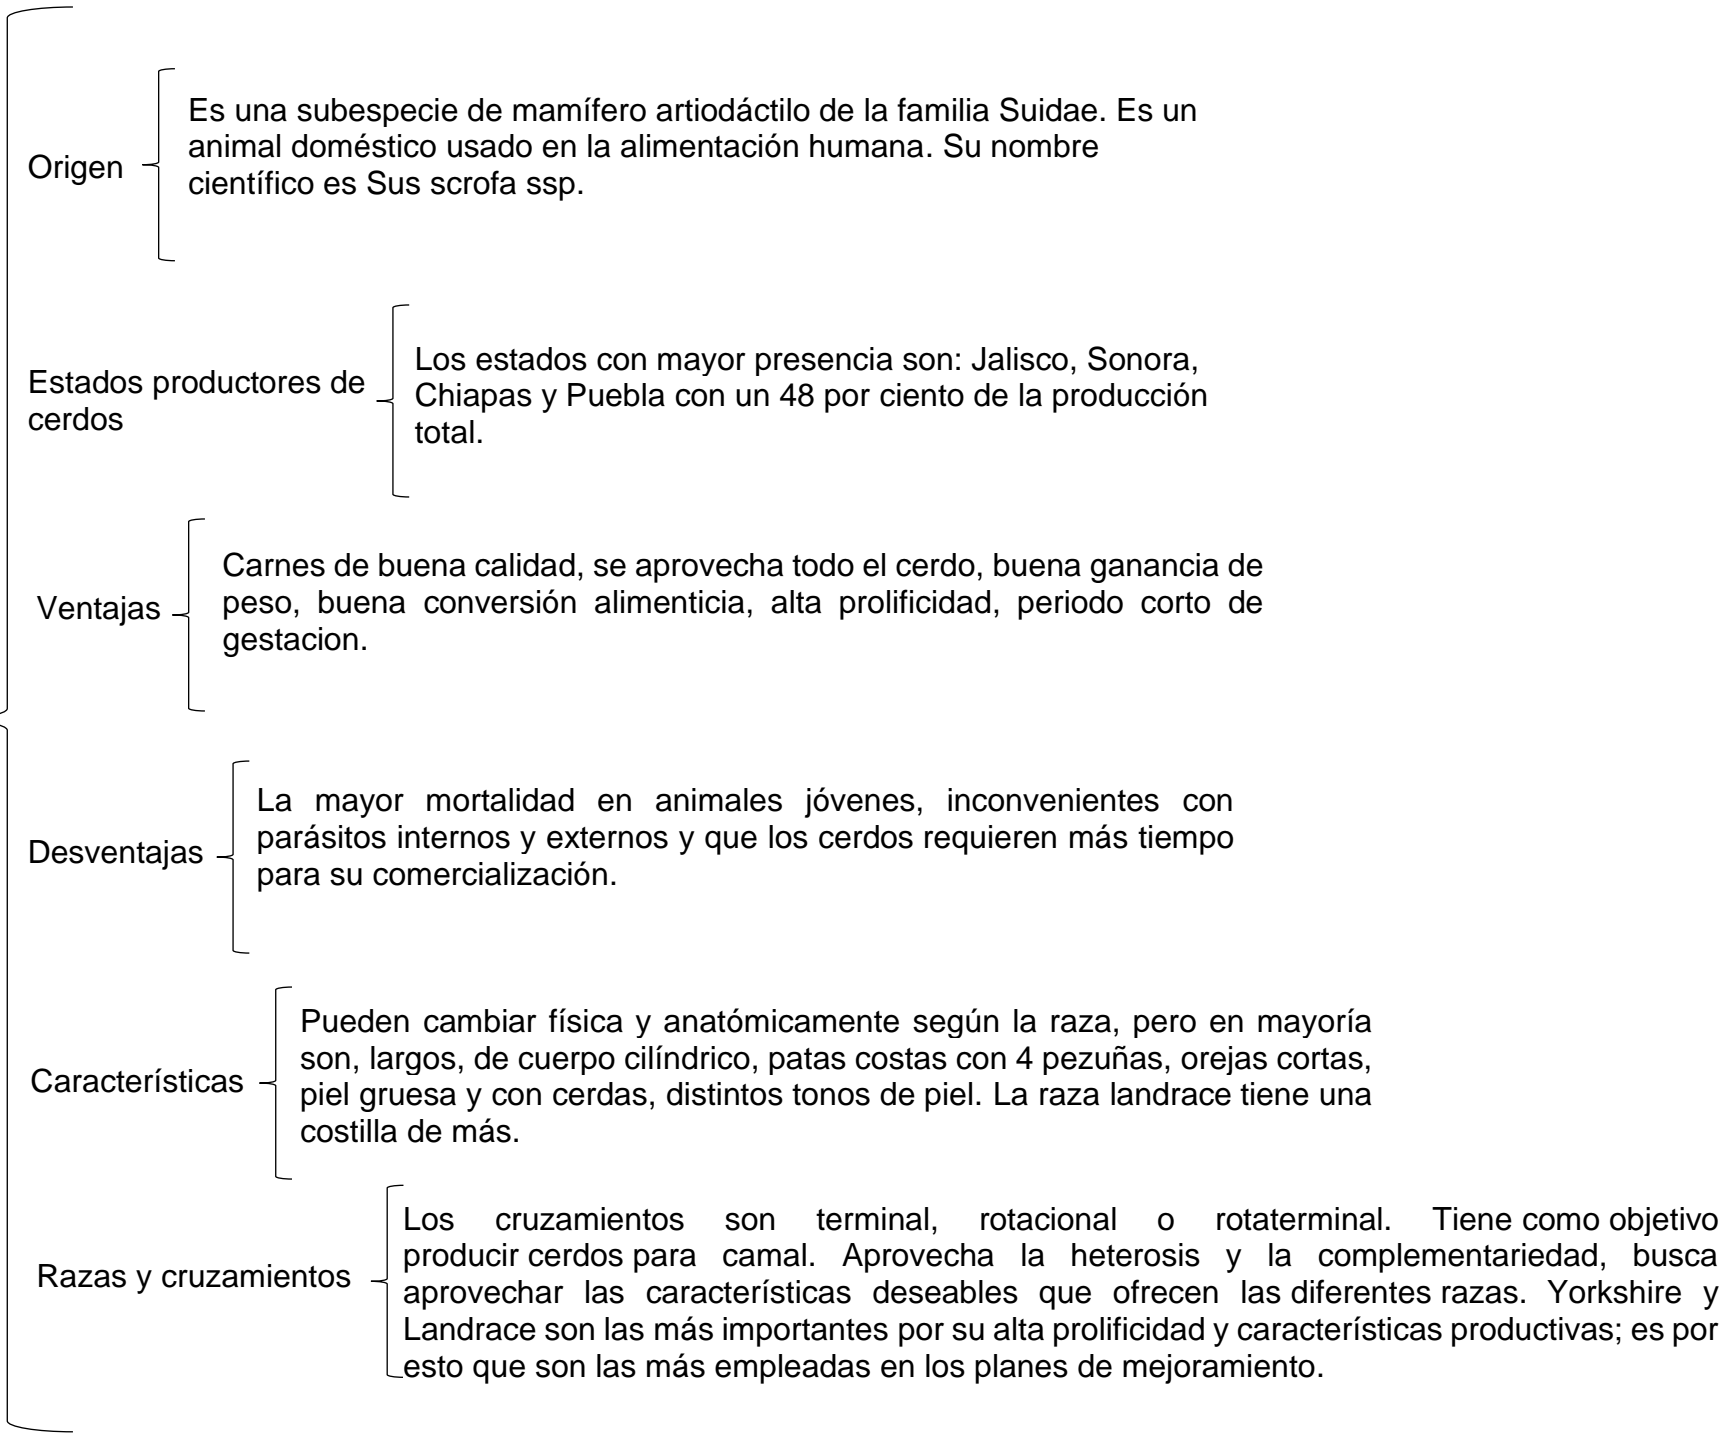 Origen
Es una subespecie de mamífero artiodáctilo de la familia Suidae. Es un
animal doméstico usado en la alimentación humana. Su nombre
científico es Sus scrofa ssp.
Estados productores de
cerdos
Los estados con mayor presencia son: Jalisco, Sonora,
Chiapas y Puebla con un 48 por ciento de la producción
total.
Ventajas
Carnes de buena calidad, se aprovecha todo el cerdo, buena ganancia de
peso, buena conversión alimenticia, alta prolificidad, periodo corto de
gestacion.
Desventajas
La mayor mortalidad en animales jóvenes, inconvenientes con
parásitos internos y externos y que los cerdos requieren más tiempo
para su comercialización.
Características
Pueden cambiar física y anatómicamente según la raza, pero en mayoría
son, largos, de cuerpo cilíndrico, patas costas con 4 pezuñas, orejas cortas,
piel gruesa y con cerdas, distintos tonos de piel. La raza landrace tiene una
costilla de más.
Razas y cruzamientos
Los cruzamientos son terminal, rotacional o rotaterminal. Tiene como objetivo
producir cerdos para camal. Aprovecha la heterosis y la complementariedad, busca
aprovechar las características deseables que ofrecen las diferentes razas. Yorkshire y
Landrace son las más importantes por su alta prolificidad y características productivas; es por
esto que son las más empleadas en los planes de mejoramiento.